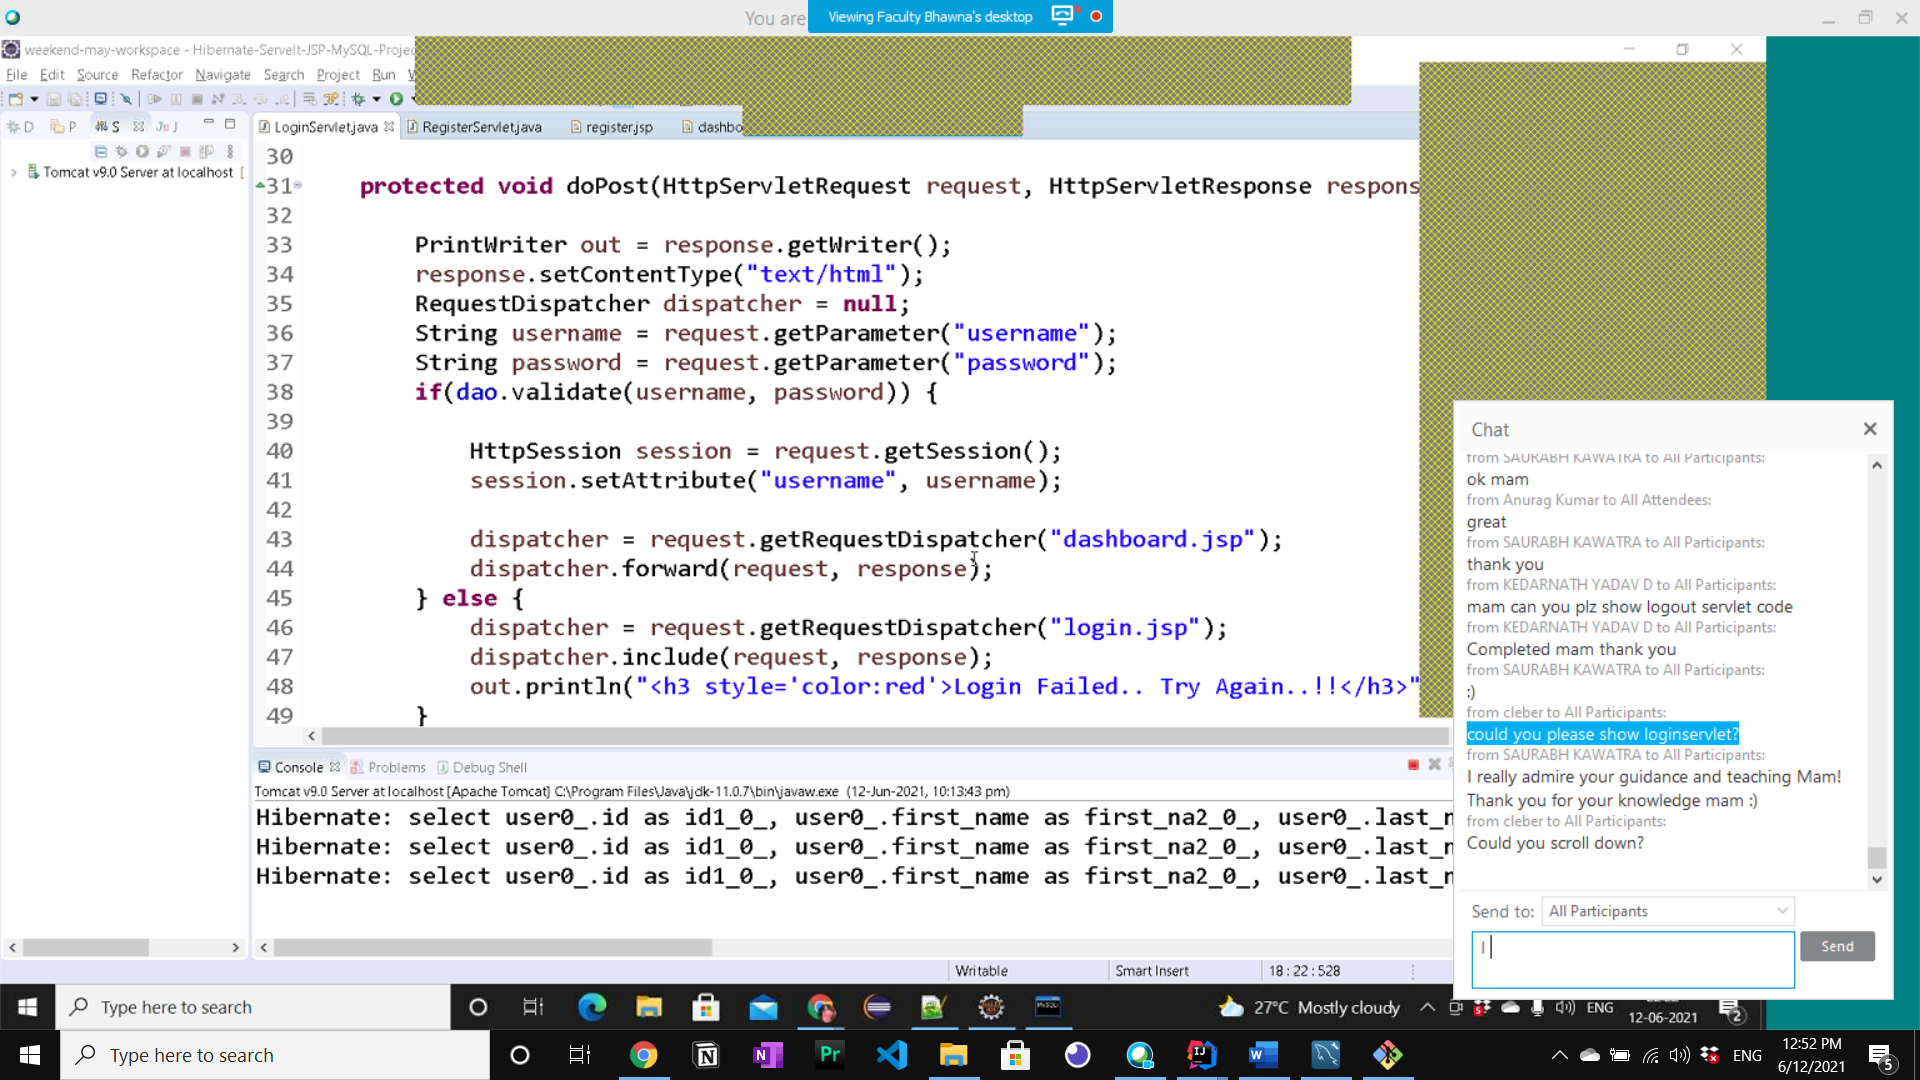 You are
Viewing Faculty Bhawna's desktop
weekend-may-workspace - Hibernate-Servelt-JSP-MySQL-Projec
File Edit Source Refactor Navigate Search Project Run
D P S J
LoginServlet.java RegisterServlet.java register.jsp dashbo
Tomcat v9.0 Server at localhost [
30
31 protected void doPost(HttpServletRequest request, HttpServletResponse respons
32
33 PrintWriter out = response.getWriter();
34 response.setContentType("text/html");
35 RequestDispatcher dispatcher = null;
36 String username = request.getParameter("username");
37 String password = request.getParameter("password");
38 if(dao.validate(username, password)) {
39
40 HttpSession session = request.getSession();
41 session.setAttribute("username", username);
42
43 dispatcher = request.getRequestDispatcher("dashboard.jsp");
44 dispatcher.forward(request, response);
45 } else {
46 dispatcher = request.getRequestDispatcher("login.jsp");
47 dispatcher.include(request, response);
48 out.println("<h3 style='color:red'>Login Failed.. Try Again..!!</h3>"
49 }
Console Problems Debug Shell
Tomcat v9.0 Server at localhost [Apache Tomcat] C:\Program Files\Java\jdk-11.0.7\bin\javaw.exe (12-Jun-2021, 10:13:43 pm)
Hibernate: select user0_.id as id1_0_, user0_.first_name as first_na2_0_, user0_.last_n
Hibernate: select user0_.id as id1_0_, user0_.first_name as first_na2_0_, user0_.last_n
Hibernate: select user0_.id as id1_0_, user0_.first_name as first_na2_0_, user0_.last_n
Writable Smart Insert 18 : 22 : 528
Chat
from SAURABH KAWATRA to All Participants:
ok mam
from Anurag Kumar to All Attendees:
great
from SAURABH KAWATRA to All Participants:
thank you
from KEDARNATH YADAV D to All Participants:
mam can you plz show logout servlet code
from KEDARNATH YADAV D to All Participants:
Completed mam thank you
from SAURABH KAWATRA to All Participants:
:)
from cleber to All Participants:
could you please show loginservlet?
from SAURABH KAWATRA to All Participants:
I really admire your guidance and teaching Mam!
Thank you for your knowledge mam :)
from cleber to All Participants:
Could you scroll down?
Send to: All Participants
I
Send
Type here to search
27°C Mostly cloudy
ENG
12-06-2021
2
Type here to search
ENG
12:52 PM
6/12/2021
5